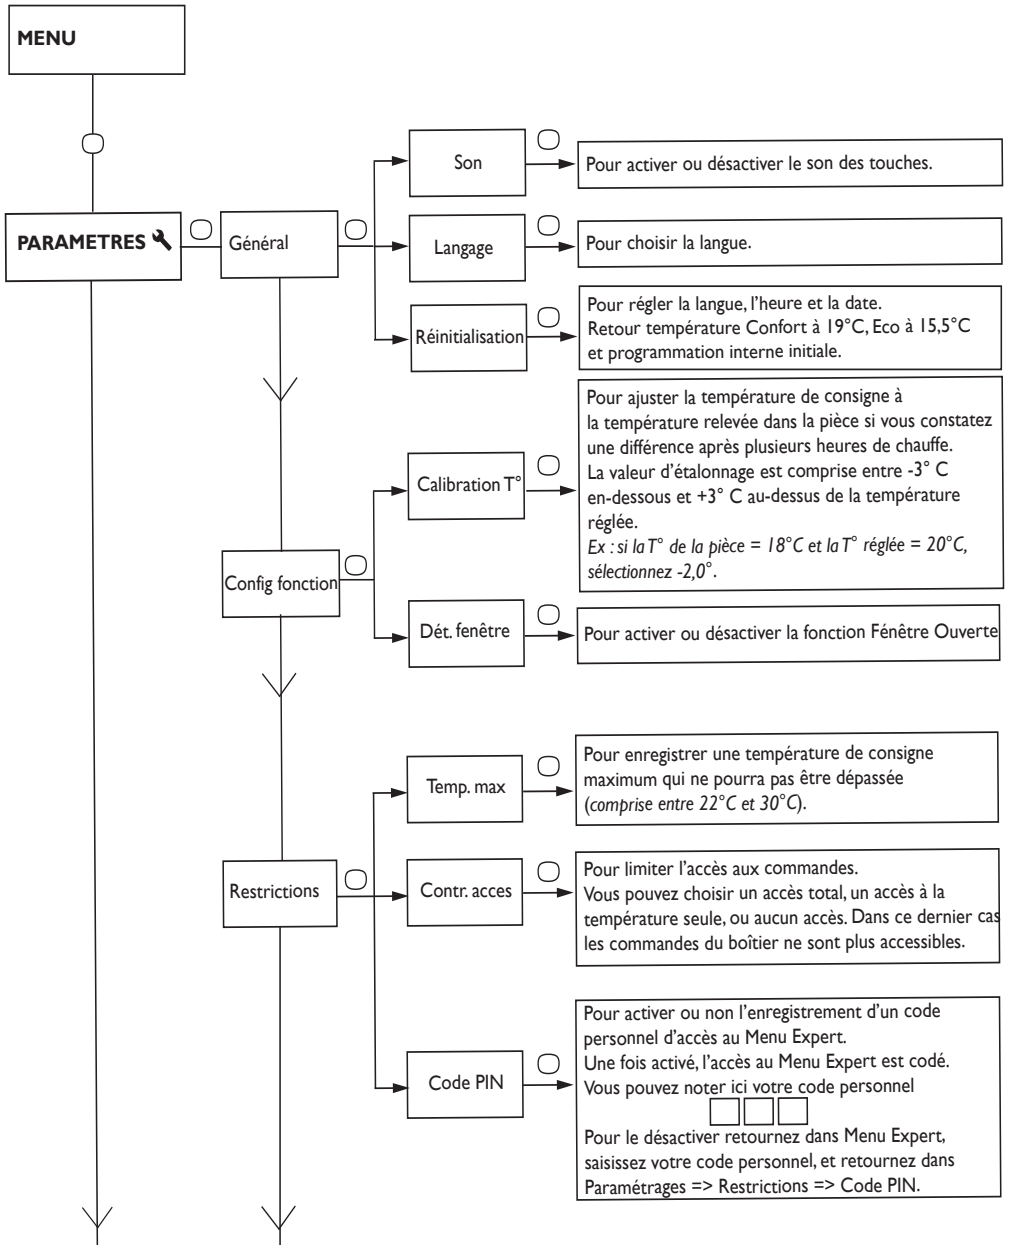 MENU
PARAMETRES
Général
Son
Pour activer ou désactiver le son des touches.
Langage
Pour choisir la langue.
Réinitialisation
Pour régler la langue, l'heure et la date.
Retour température Confort à 19°C, Eco à 15,5°C
et programmation interne initiale.
Config fonction
Calibration T°
Pour ajuster la température de consigne à
la température relevée dans la pièce si vous constatez
une différence après plusieurs heures de chauffe.
La valeur d'étalonnage est comprise entre -3° C
en-dessous et +3° C au-dessus de la température
réglée.
Ex : si la T° de la pièce = 18°C et la T° réglée = 20°C,
sélectionnez -2,0°.
Dét. fenêtre
Pour activer ou désactiver la fonction Fénêtre Ouverte
Restrictions
Temp. max
Pour enregistrer une température de consigne
maximum qui ne pourra pas être dépassée
(comprise entre 22°C et 30°C).
Contr. acces
Pour limiter l'accès aux commandes.
Vous pouvez choisir un accès total, un accès à la
température seule, ou aucun accès. Dans ce dernier cas
les commandes du boîtier ne sont plus accessibles.
Code PIN
Pour activer ou non l'enregistrement d'un code
personnel d'accès au Menu Expert.
Une fois activé, l'accès au Menu Expert est codé.
Vous pouvez noter ici votre code personnel
Pour le désactiver retournez dans Menu Expert,
saisissez votre code personnel, et retournez dans
Paramétrages => Restrictions => Code PIN.